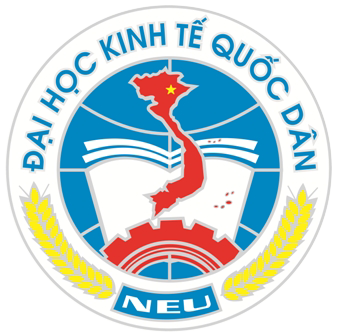 ĐẠI HỌC KINH TẾ QUỐC DÂN
NEU